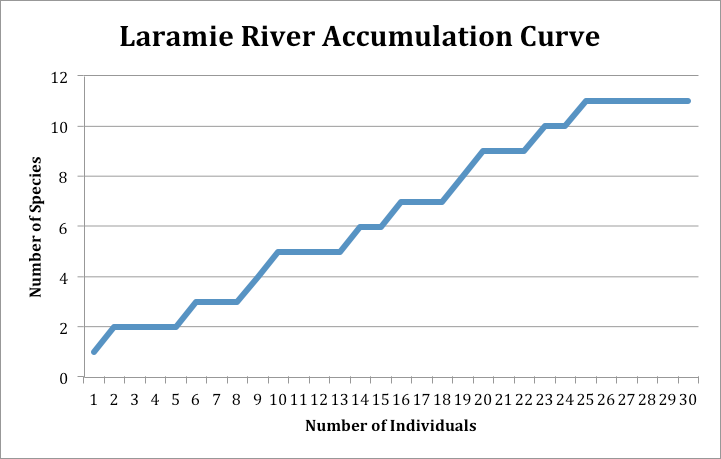 Laramie River Accumulation Curve
Number of Species
12
10
8
6
4
2
0
1 2 3 4 5 6 7 8 9 10 11 12 13 14 15 16 17 18 19 20 21 22 23 24 25 26 27 28 29 30
Number of Individuals